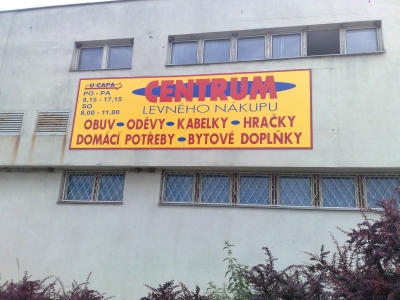 U CAPA
PO - PÁ
8,15 - 17,15
SO
8,00 - 11,00
CENTRUM
LEVNÉHO NÁKUPU
OBUV • ODĚVY • KABELKY • HRAČKY
DOMÁCÍ POTŘEBY • BYTOVÉ DOPLŇKY